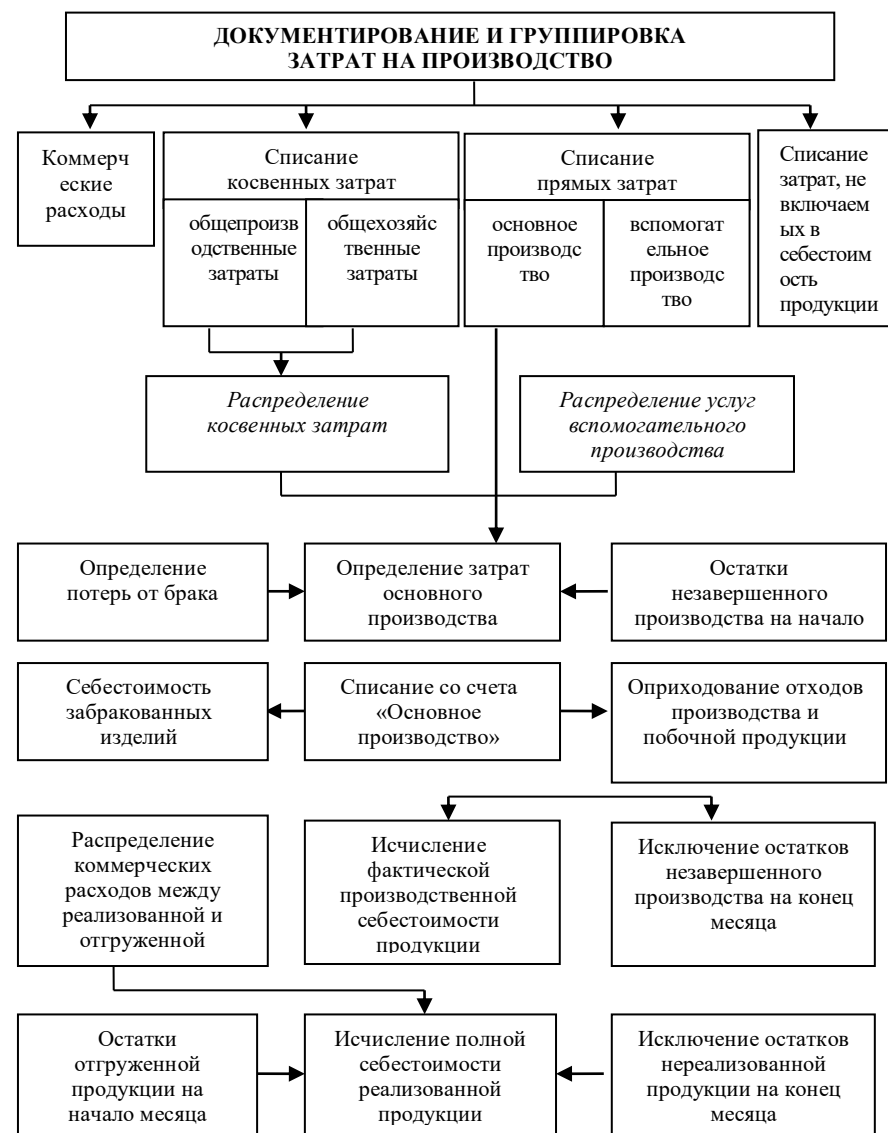 ДОКУМЕНТИРОВАНИЕ И ГРУППИРОВКА
ЗАТРАТ НА ПРОИЗВОДСТВО
Коммерч
еские
расходы
Списание
косвенных затрат
общепроизв
одственные
затраты
общехозяйс
твенные
затраты
Списание
прямых затрат
основное
производс
тво
вспомогат
ельное
производс
тво
Списание
затрат, не
включаем
ых в
себестоим
ость
продукции
Распределение
косвенных затрат
Распределение услуг
вспомогательного
производства
Определение
потерь от брака
Определение затрат
основного
производства
Остатки
незавершенного
производства на начало
Себестоимость
забракованных
изделий
Списание со счета
«Основное
производство»
Оприходование отходов
производства и
побочной продукции
Распределение
коммерческих
расходов между
реализованной и
отгруженной
Исчисление
фактической
производственной
себестоимости
продукции
Исключение остатков
незавершенного
производства на конец
месяца
Остатки
отгруженной
продукции на
начало месяца
Исчисление полной
себестоимости
реализованной
продукции
Исключение остатков
нереализованной
продукции на конец
месяца